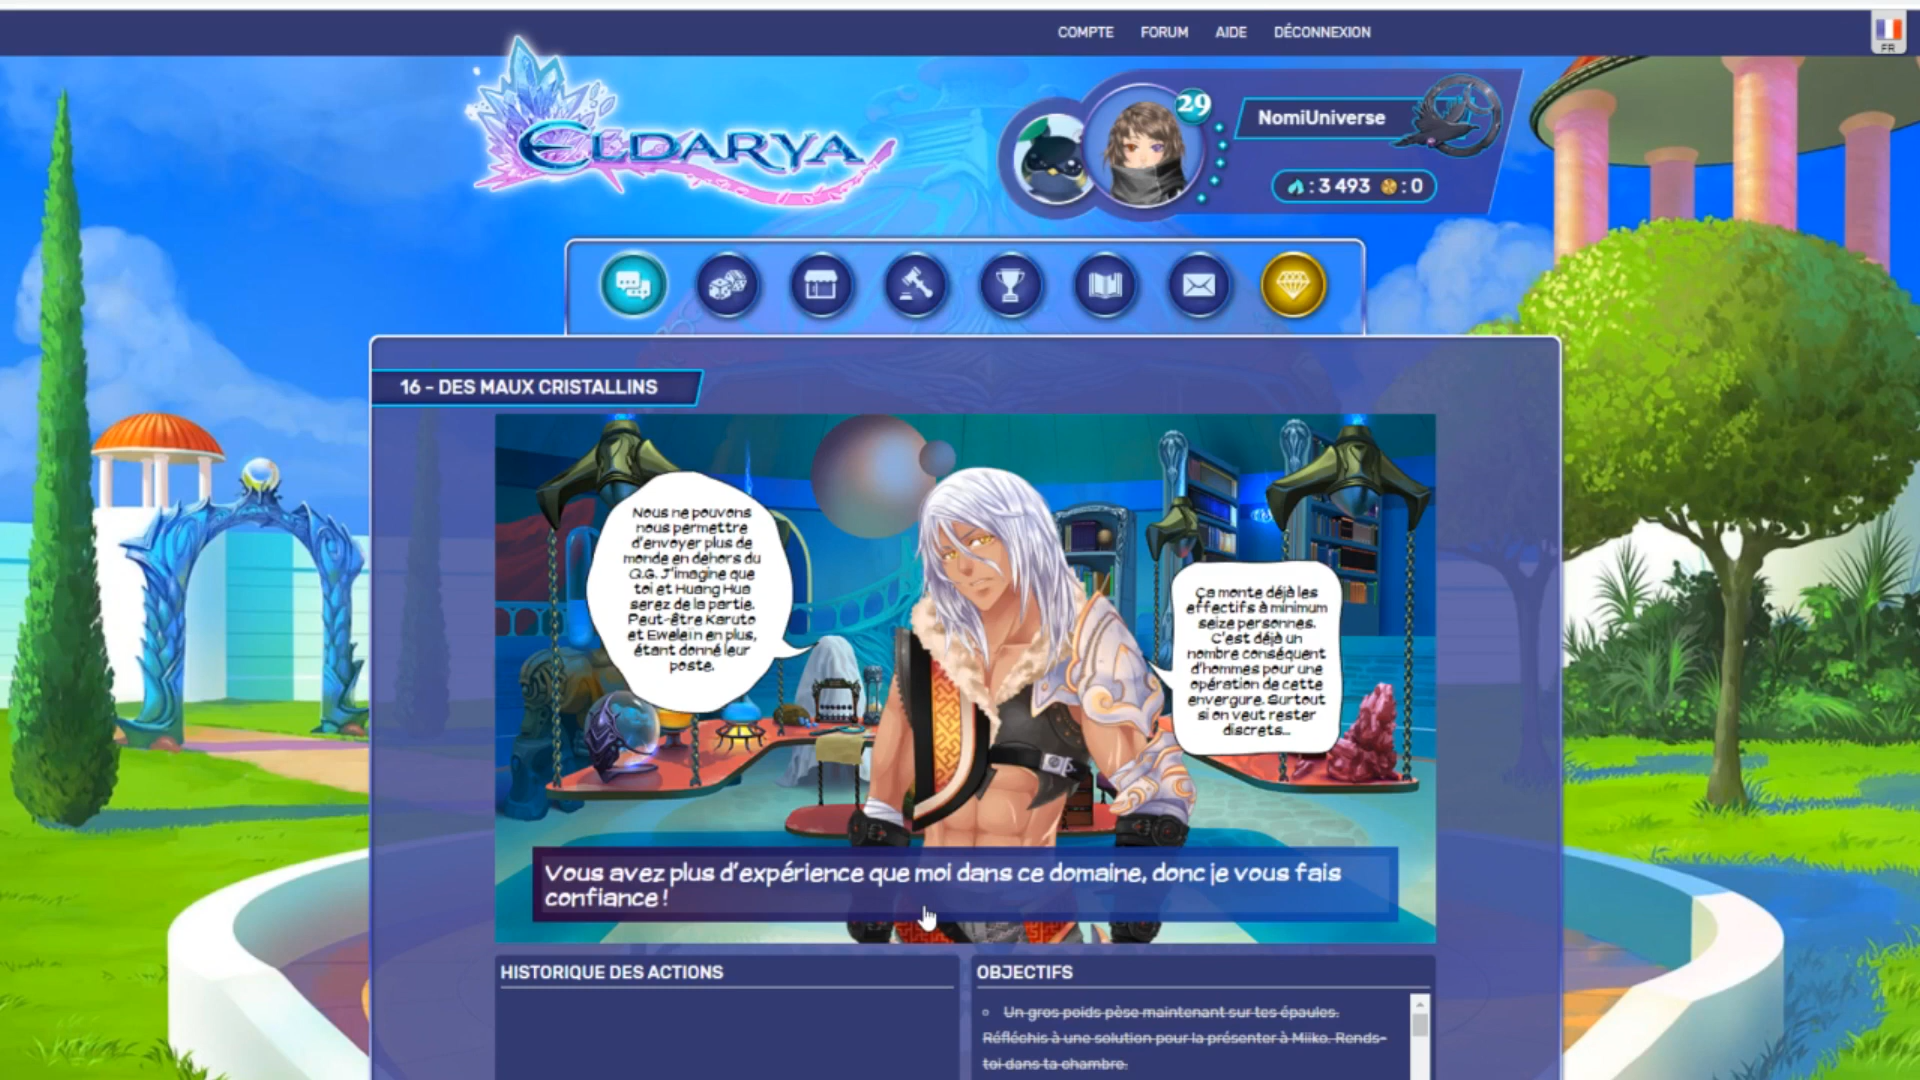 COMPTE FORUM AIDE DÉCONNEXION
FR
ELDARYA
29
NomiUniverse
: 3 493 : 0
16 - DES MAUX CRISTALLINS
Nous ne pouvons
nous permettre
d'envoyer plus de
monde en dehors du
Q.G. J'imagine que
toi et Huang Hua
serez de la partie.
Peut-être Karuto
et Ewelein en plus,
étant donné leur
poste.
Ça monte déjà les
effectifs à minimum
seize personnes.
C'est déjà un
nombre conséquent
d'hommes pour une
opération de cette
envergure. Surtout
si on veut rester
discrets...
Vous avez plus d'expérience que moi dans ce domaine, donc je vous fais
confiance !
HISTORIQUE DES ACTIONS
OBJECTIFS
Un gros poids pèse maintenant sur tes épaules.
Réfléchis à une solution pour la présenter à Miiko. Rends-
toi dans ta chambre.